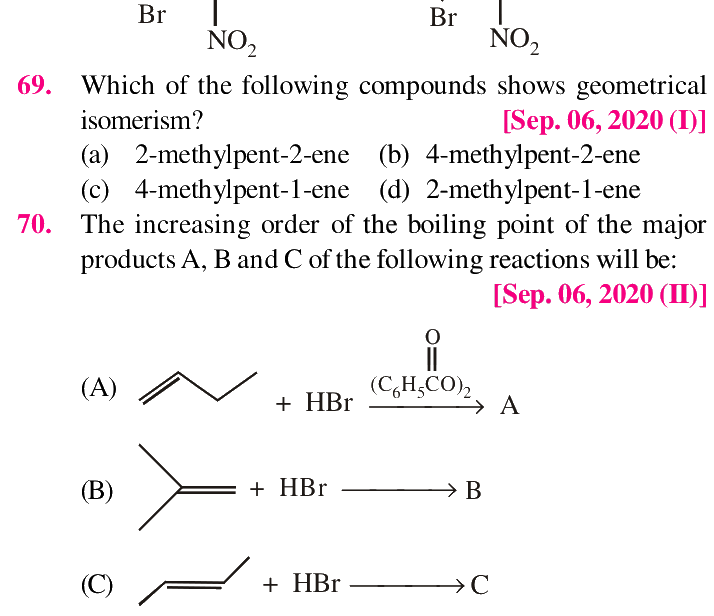 Br
Br
NO₂
NO₂
69. Which of the following compounds shows geometrical
isomerism? [Sep. 06, 2020 (I)]
(a) 2-methylpent-2-ene (b) 4-methylpent-2-ene
(c) 4-methylpent-1-ene (d) 2-methylpent-1-ene
70. The increasing order of the boiling point of the major
products A, B and C of the following reactions will be:
[Sep. 06, 2020 (II)]
O
(A) + HBr (C₆H₅CO)₂ → A
(B) + HBr → B
(C) + HBr → C